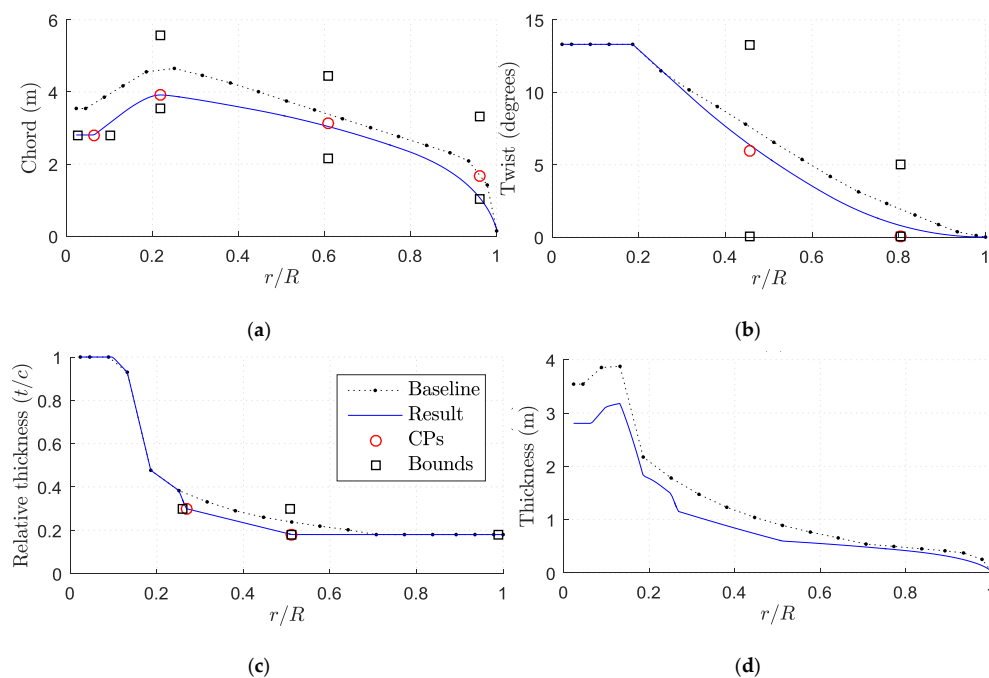 6
4
2
0
Chord (m)
0
0.2
0.4
0.6
0.8
1
r/R
(a)
15
10
5
0
Twist (degrees)
0
0.2
0.4
0.6
0.8
1
r/R
(b)
1
0.8
0.6
0.4
0.2
0
Relative thickness (t/c)
Baseline
Result
CPs
Bounds
0
0.2
0.4
0.6
0.8
1
r/R
(c)
4
3
2
1
0
Thickness (m)
0
0.2
0.4
0.6
0.8
1
r/R
(d)